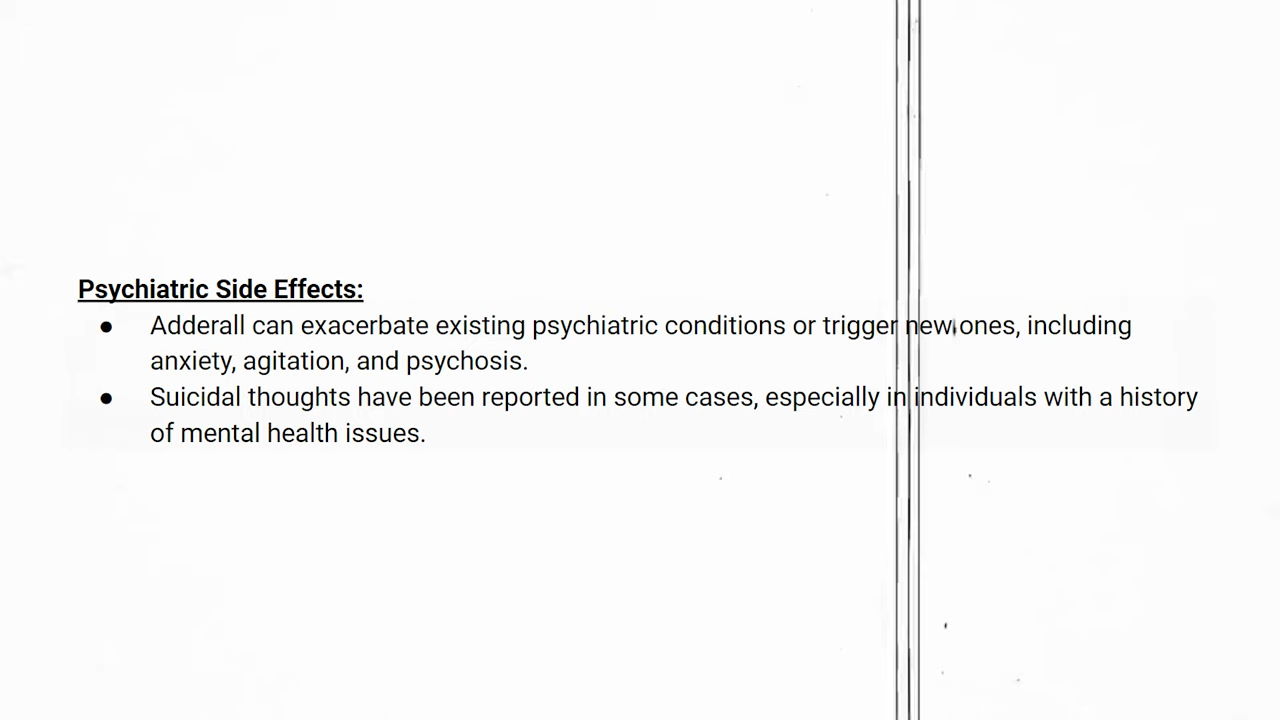 Psychiatric Side Effects:
● Adderall can exacerbate existing psychiatric conditions or trigger new ones, including
anxiety, agitation, and psychosis.
● Suicidal thoughts have been reported in some cases, especially in individuals with a history
of mental health issues.